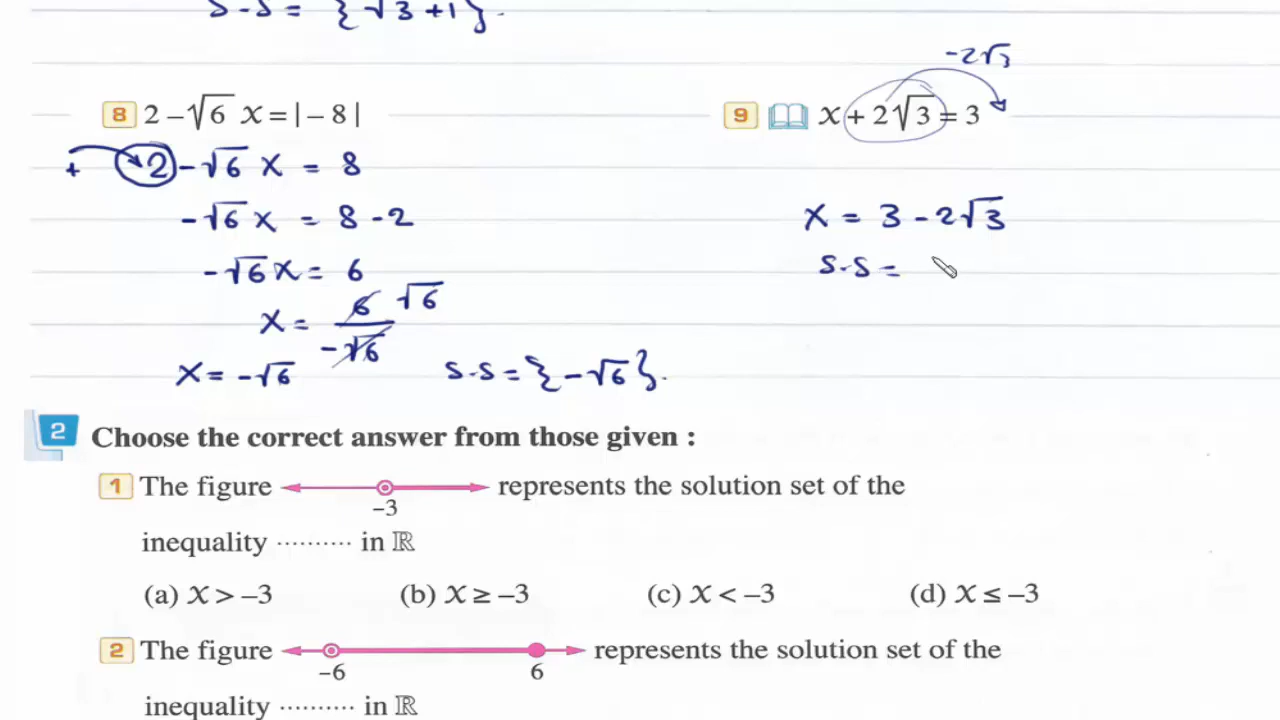 S.S = {√3 +1}.
8 2 – √6 x = | – 8 |
+ 2 - √6 x = 8
-√6 x = 8 - 2
-√6 x = 6
x = 6 √6 / -√6
x = -√6 S.S = {-√6}.
-2√3
9 x + 2√3 = 3
x = 3 - 2√3
S.S =
2 Choose the correct answer from those given :
1 The figure –3 represents the solution set of the
inequality ·········· in ℝ
(a) x > –3 (b) x ≥ –3 (c) x < –3 (d) x ≤ –3
2 The figure –6 6 represents the solution set of the
inequality ·········· in ℝ